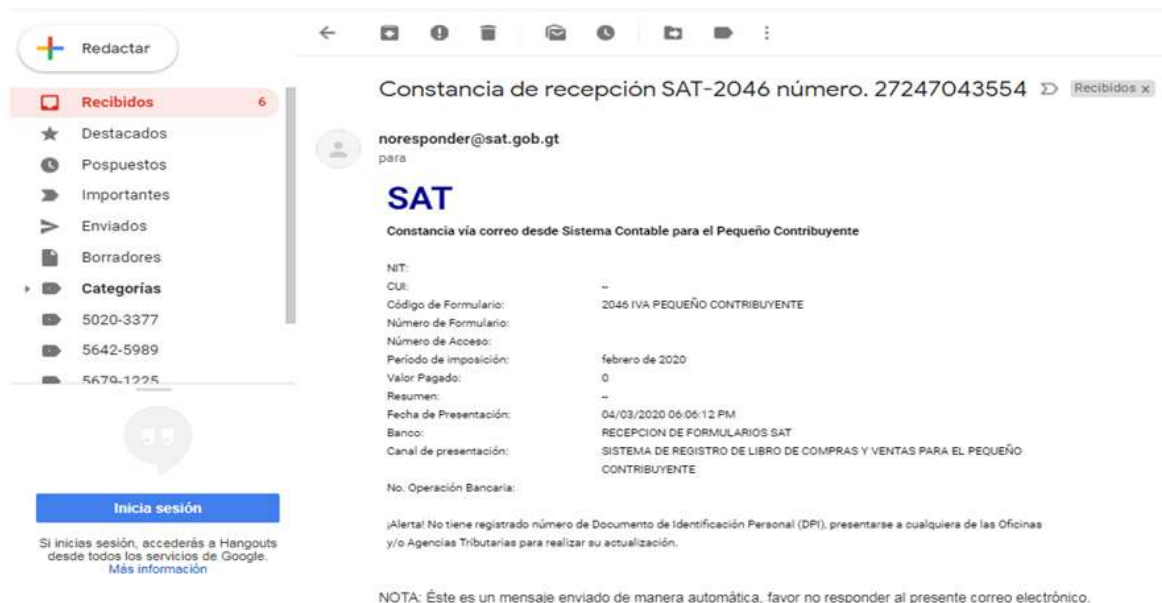 Redactar
Recibidos 6
Destacados
Pospuestos
Importantes
Enviados
Borradores
Categorías
5020-3377
5642-5989
5679-1225
Inicia sesión
Si inicias sesión, accederás a Hangouts
desde todos los servicios de Google.
Más información
Constancia de recepción SAT-2046 número. 27247043554 Recibidos x
noresponder@sat.gob.gt
para
SAT
Constancia vía correo desde Sistema Contable para el Pequeño Contribuyente
NIT:
CUI: --
Código de Formulario: 2046 IVA PEQUEÑO CONTRIBUYENTE
Número de Formulario:
Número de Acceso:
Período de imposición: febrero de 2020
Valor Pagado: 0
Resumen: --
Fecha de Presentación: 04/03/2020 06:06:12 PM
Banco: RECEPCION DE FORMULARIOS SAT
Canal de presentación: SISTEMA DE REGISTRO DE LIBRO DE COMPRAS Y VENTAS PARA EL PEQUEÑO
CONTRIBUYENTE
No. Operación Bancaria:
¡Alerta! No tiene registrado número de Documento de Identificación Personal (DPI), presentarse a cualquiera de las Oficinas
y/o Agencias Tributarias para realizar su actualización.
NOTA: Éste es un mensaje enviado de manera automática, favor no responder al presente correo electrónico.